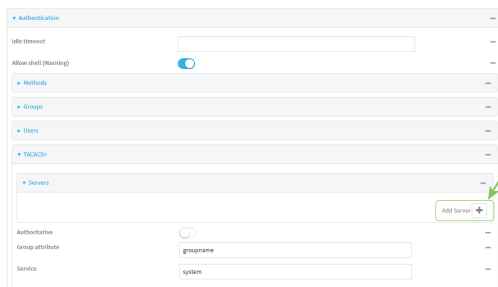 Authentication
Idle timeout
Allow shell (Warning)
Methods
Groups
Users
TACACS+
Servers
Add Server
Authoritative
Group attribute
groupname
Service
system